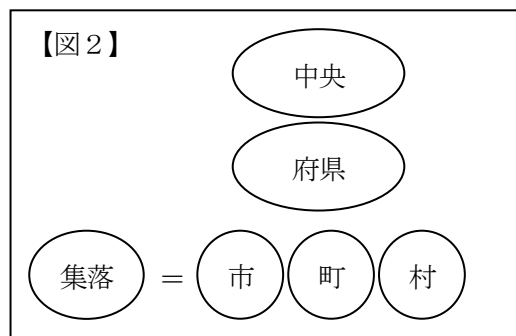 【図2】
中央
府県
集落 = 市 町 村